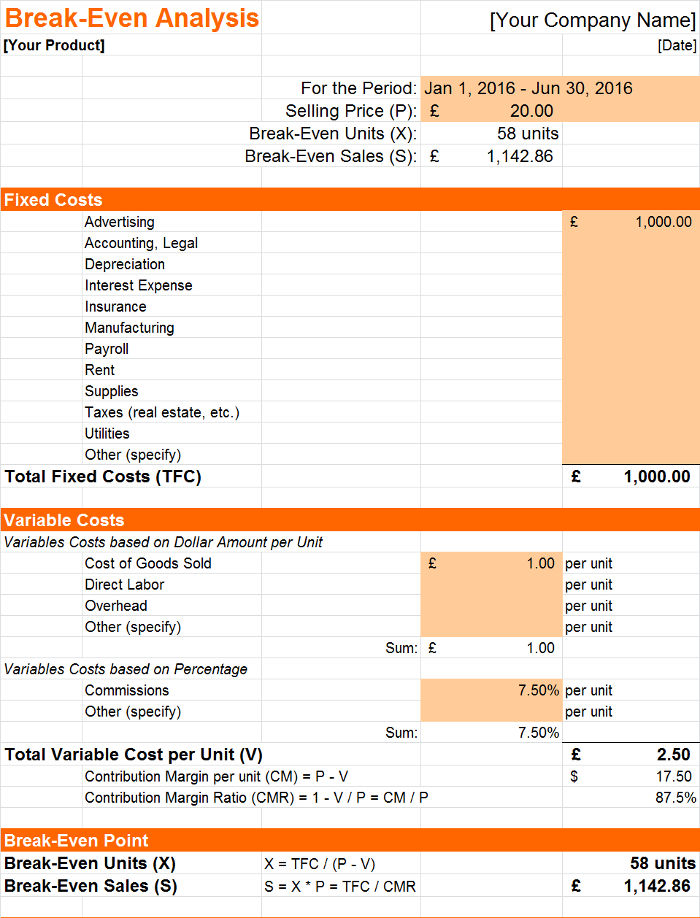 Break-Even Analysis [Your Company Name]
[Your Product] [Date]
For the Period: Jan 1, 2016 - Jun 30, 2016
Selling Price (P): £ 20.00
Break-Even Units (X): 58 units
Break-Even Sales (S): £ 1,142.86
Fixed Costs
Advertising £ 1,000.00
Accounting, Legal
Depreciation
Interest Expense
Insurance
Manufacturing
Payroll
Rent
Supplies
Taxes (real estate, etc.)
Utilities
Other (specify)
Total Fixed Costs (TFC) £ 1,000.00
Variable Costs
Variables Costs based on Dollar Amount per Unit
Cost of Goods Sold £ 1.00 per unit
Direct Labor per unit
Overhead per unit
Other (specify) per unit
Sum: £ 1.00
Variables Costs based on Percentage
Commissions 7.50% per unit
Other (specify) per unit
Sum: 7.50%
Total Variable Cost per Unit (V) £ 2.50
Contribution Margin per unit (CM) = P - V $ 17.50
Contribution Margin Ratio (CMR) = 1 - V / P = CM / P 87.5%
Break-Even Point
Break-Even Units (X) X = TFC / (P - V) 58 units
Break-Even Sales (S) S = X * P = TFC / CMR £ 1,142.86